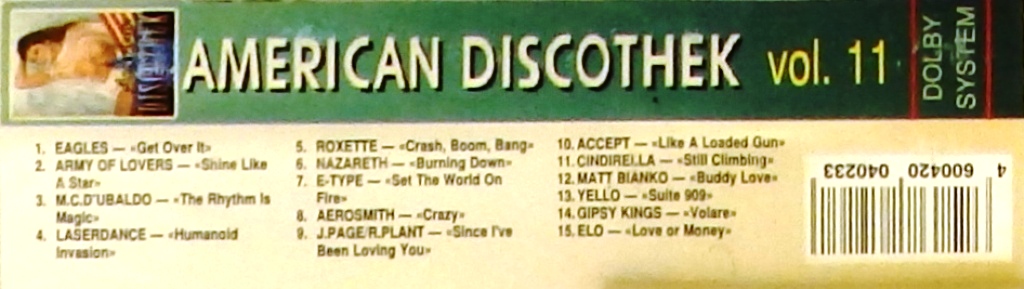 AMERICAN DISCOTHEK vol. 11
DOLBY
SYSTEM
1. EAGLES — «Get Over It»
2. ARMY OF LOVERS — «Shine Like
A Star»
3. M.C.D'UBALDO — «The Rhythm Is
Magic»
4. LASERDANCE — «Humanoid
Invasion»
5. ROXETTE — «Crash, Boom, Bang»
6. NAZARETH — «Burning Down»
7. E-TYPE — «Set The World On
Fire»
8. AEROSMITH — «Crazy»
9. J.PAGE/R.PLANT — «Since I've
Been Loving You»
10. ACCEPT — «Like A Loaded Gun»
11. CINDIRELLA — «Still Climbing»
12. MATT BIANKO — «Buddy Love»
13. YELLO — «Suite 909»
14. GIPSY KINGS — «Volare»
15. ELO — «Love or Money»
4 600420 040233